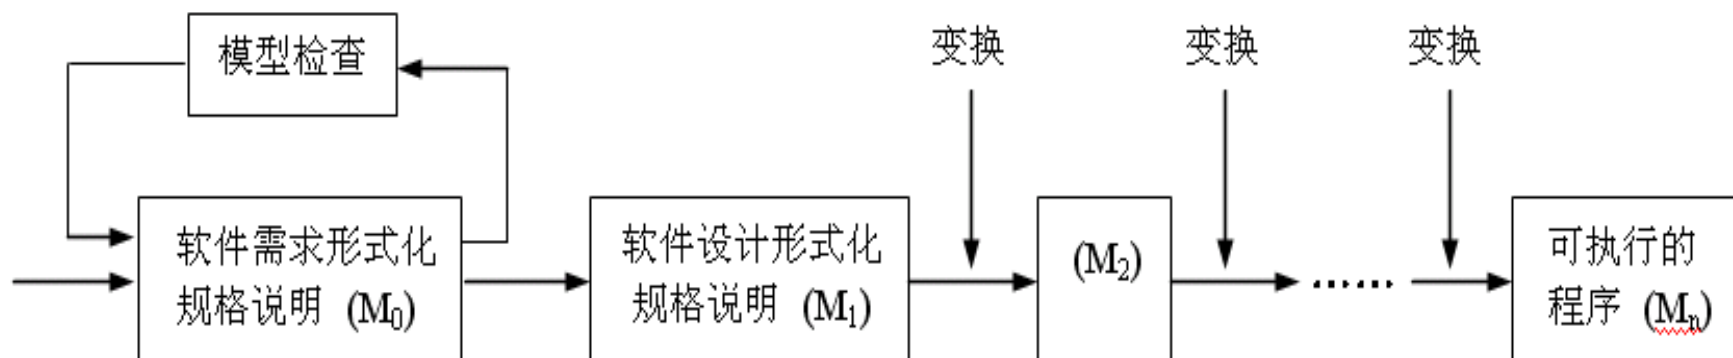 模型检查
变换
变换
变换
软件需求形式化
规格说明 (M₀)
软件设计形式化
规格说明 (M₁)
(M₂)
······
可执行的
程序 (Mₙ)